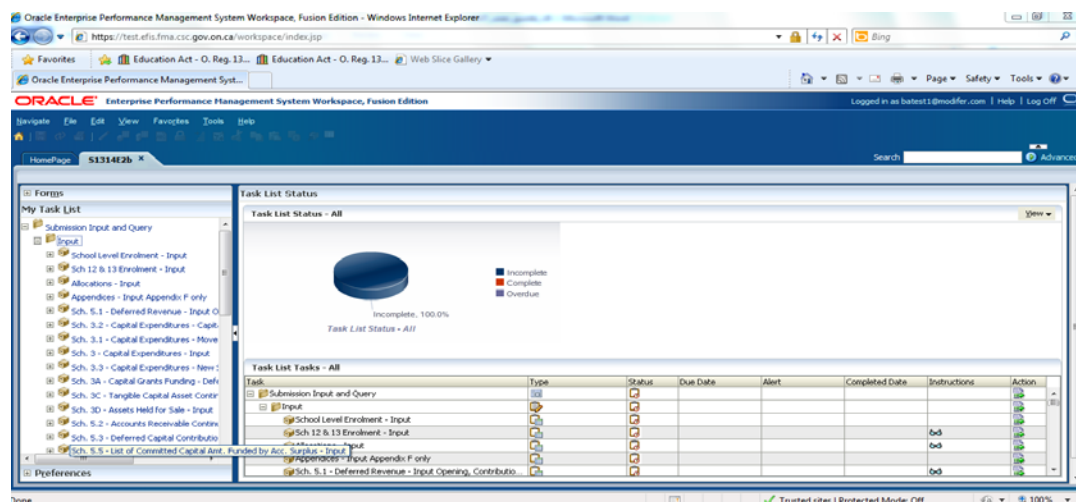 Oracle Enterprise Performance Management System Workspace, Fusion Edition - Windows Internet Explorer
https://test.efis.fma.csc.gov.on.ca/workspace/index.jsp
Bing
Favorites
Education Act - O. Reg. 13...
Education Act - O. Reg. 13...
Web Slice Gallery
Oracle Enterprise Performance Management Syst...
Page
Safety
Tools
ORACLE Enterprise Performance Management System Workspace, Fusion Edition
Logged in as batest1@modifer.com | Help | Log Off
Navigate File Edit View Favorites Tools Help
HomePage
S1314E2b
Search
Advanced
Forms
My Task List
Submission Input and Query
Input
School Level Enrolment - Input
Sch 12 & 13 Enrolment - Input
Allocations - Input
Appendices - Input Appendix F only
Sch. 5.1 - Deferred Revenue - Input O
Sch. 3.2 - Capital Expenditures - Capit.
Sch. 3.1 - Capital Expenditures - Move
Sch. 3 - Capital Expenditures - Input
Sch. 3.3 - Capital Expenditures - New S
Sch. 3A - Capital Grants Funding - Defe
Sch. 3C - Tangible Capital Asset Contin
Sch. 3D - Assets Held for Sale - Input
Sch. 5.2 - Accounts Receivable Contin
Sch. 5.3 - Deferred Capital Contributio
Sch. 5.5 - List of Committed Capital Amt. Funded by Acc. Surplus - Input
Preferences
Task List Status
Task List Status - All
View
Incomplete
Complete
Overdue
Incomplete, 100.0%
Task List Status - All
Task List Tasks - All
Task Type Status Due Date Alert Completed Date Instructions Action
Submission Input and Query
Input
School Level Enrolment - Input
Sch 12 & 13 Enrolment - Input
Appendices - Input Appendix F only
Sch. 5.1 - Deferred Revenue - Input Opening, Contributio...
Done
Trusted sites | Protected Mode: Off
100%